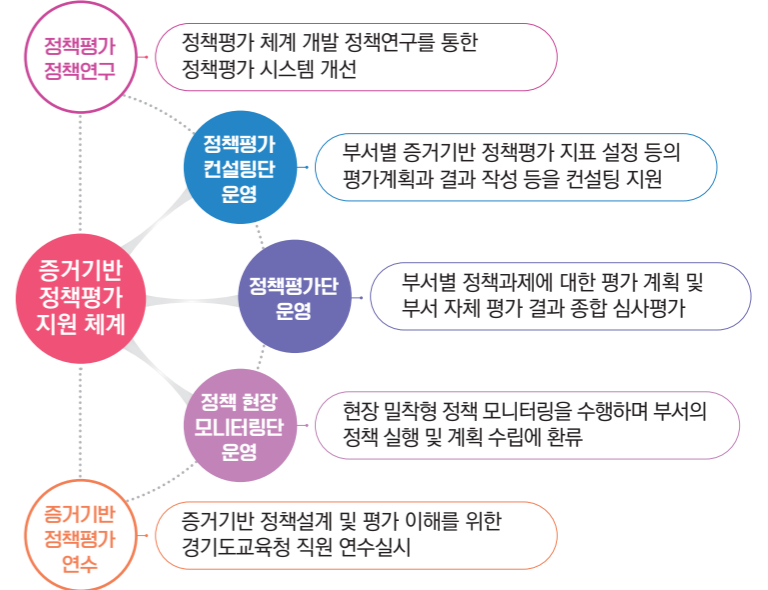 정책평가
정책연구
정책평가 체계 개발 정책연구를 통한
정책평가 시스템 개선
정책평가
컨설팅단
운영
부서별 증거기반 정책평가 지표 설정 등의
평가계획과 결과 작성 등을 컨설팅 지원
증거기반
정책평가
지원 체계
정책평가단
운영
부서별 정책과제에 대한 평가 계획 및
부서 자체 평가 결과 종합 심사평가
정책 현장
모니터링단
운영
현장 밀착형 정책 모니터링을 수행하며 부서의
정책 실행 및 계획 수립에 환류
증거기반
정책평가
연수
증거기반 정책설계 및 평가 이해를 위한
경기도교육청 직원 연수실시